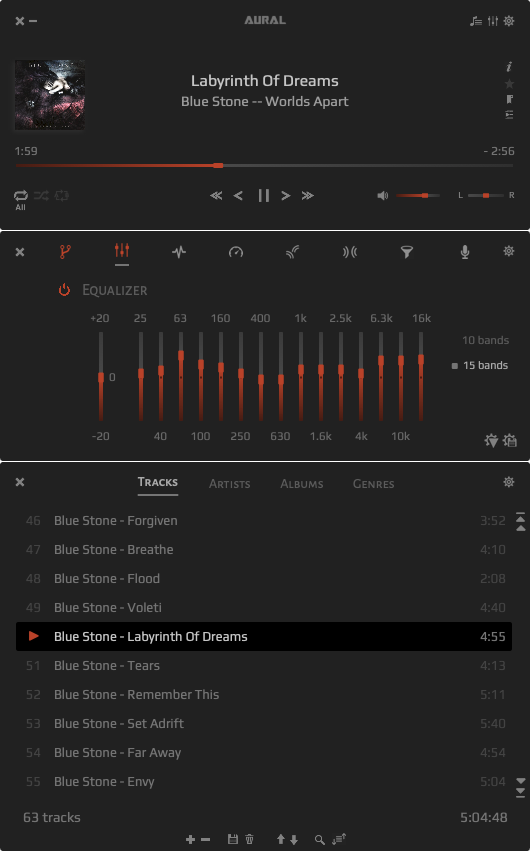 AURAL
Labyrinth Of Dreams
Blue Stone -- Worlds Apart
i
1:59 - 2:56
All
L R
Equalizer
+20 25 63 160 400 1k 2.5k 6.3k 16k
10 bands
15 bands
0
-20 40 100 250 630 1.6k 4k 10k
Tracks Artists Albums Genres
46 Blue Stone - Forgiven 3:52
47 Blue Stone - Breathe 4:10
48 Blue Stone - Flood 2:08
49 Blue Stone - Voleti 4:40
Blue Stone - Labyrinth Of Dreams 4:55
51 Blue Stone - Tears 4:13
52 Blue Stone - Remember This 5:11
53 Blue Stone - Set Adrift 5:40
54 Blue Stone - Far Away 4:54
55 Blue Stone - Envy 5:04
63 tracks 5:04:48